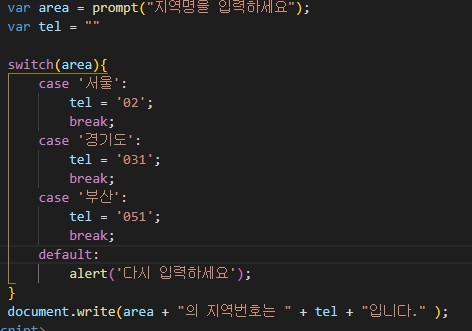 var area = prompt("지역명을 입력하세요");
var tel = ""
switch(area){
case '서울':
tel = '02';
break;
case '경기도':
tel = '031';
break;
case '부산':
tel = '051';
break;
default:
alert('다시 입력하세요');
}
document.write(area + "의 지역번호는 " + tel + "입니다." );
cript>